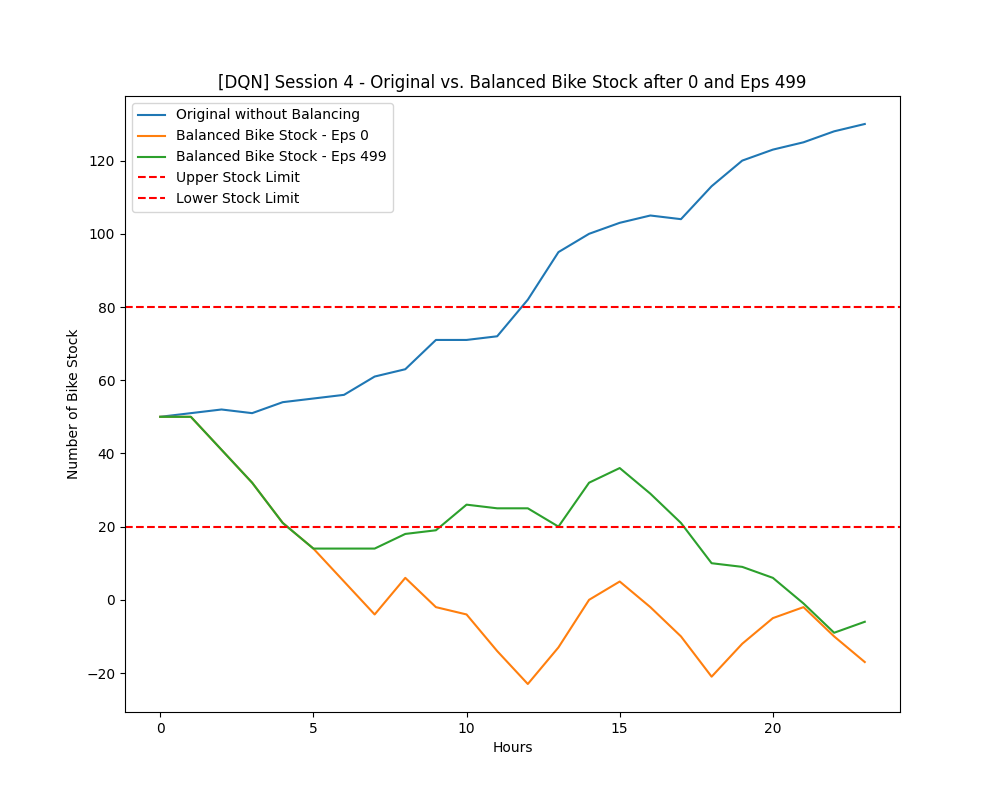 [DQN] Session 4 - Original vs. Balanced Bike Stock after 0 and Eps 499
Original without Balancing
Balanced Bike Stock - Eps 0
Balanced Bike Stock - Eps 499
Upper Stock Limit
Lower Stock Limit
120
100
80
60
40
20
0
−20
Number of Bike Stock
0 5 10 15 20
Hours